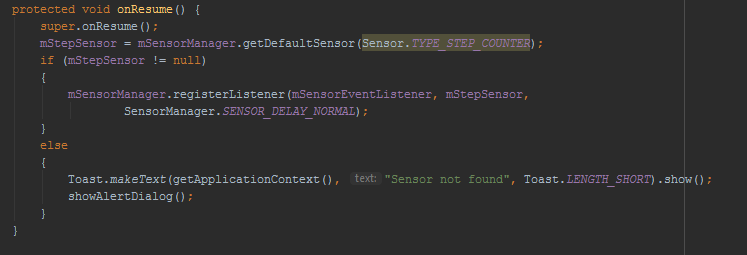 protected void onResume() {
super.onResume();
mStepSensor = mSensorManager.getDefaultSensor(Sensor.TYPE_STEP_COUNTER);
if (mStepSensor != null)
{
mSensorManager.registerListener(mSensorEventListener, mStepSensor,
SensorManager.SENSOR_DELAY_NORMAL);
}
else
{
Toast.makeText(getApplicationContext(), text: "Sensor not found", Toast.LENGTH_SHORT).show();
showAlertDialog();
}
}